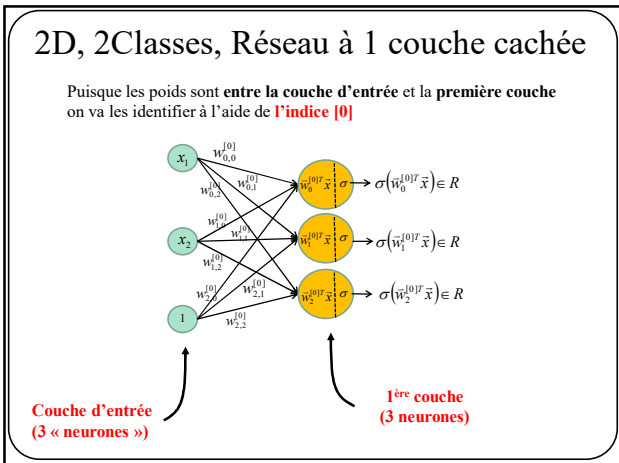 2D, 2Classes, Réseau à 1 couche cachée
Puisque les poids sont entre la couche d'entrée et la première couche
on va les identifier à l'aide de l'indice [0]
x₁
w₀,₀^[0]
w₀,₁^[0]
w₀,₂^[0]
w⃗₀^[0]T x⃗ σ
σ(w⃗₀^[0]T x⃗) ∈ R
x₂
w₁,₀^[0]
w₁,₁^[0]
w₁,₂^[0]
w⃗₁^[0]T x⃗ σ
σ(w⃗₁^[0]T x⃗) ∈ R
1
w₂,₀^[0]
w₂,₁^[0]
w₂,₂^[0]
w⃗₂^[0]T x⃗ σ
σ(w⃗₂^[0]T x⃗) ∈ R
Couche d'entrée
(3 « neurones »)
1ère couche
(3 neurones)